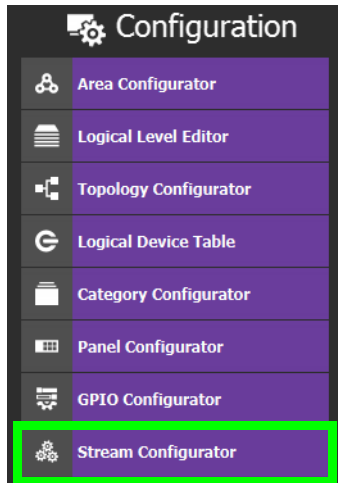 Configuration
Area Configurator
Logical Level Editor
Topology Configurator
Logical Device Table
Category Configurator
Panel Configurator
GPIO Configurator
Stream Configurator